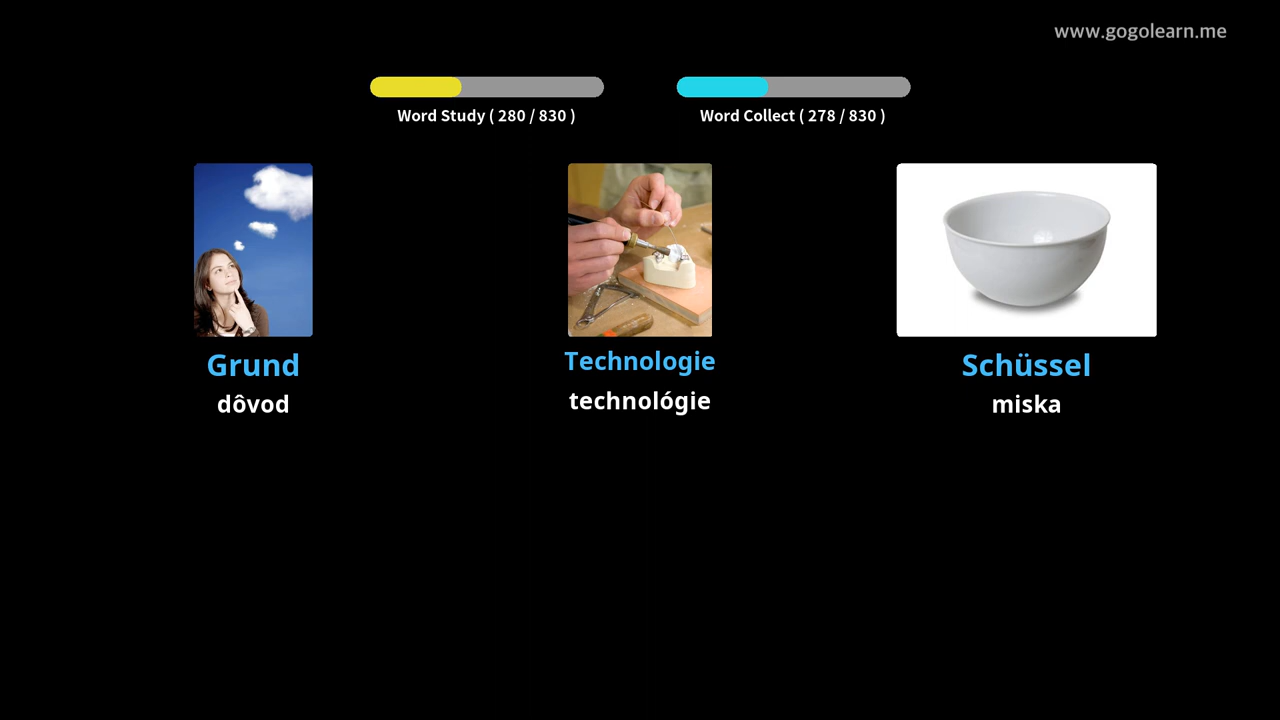 www.gogolearn.me
Word Study ( 280 / 830 )
Word Collect ( 278 / 830 )
Grund
dôvod
Technologie
technológie
Schüssel
miska